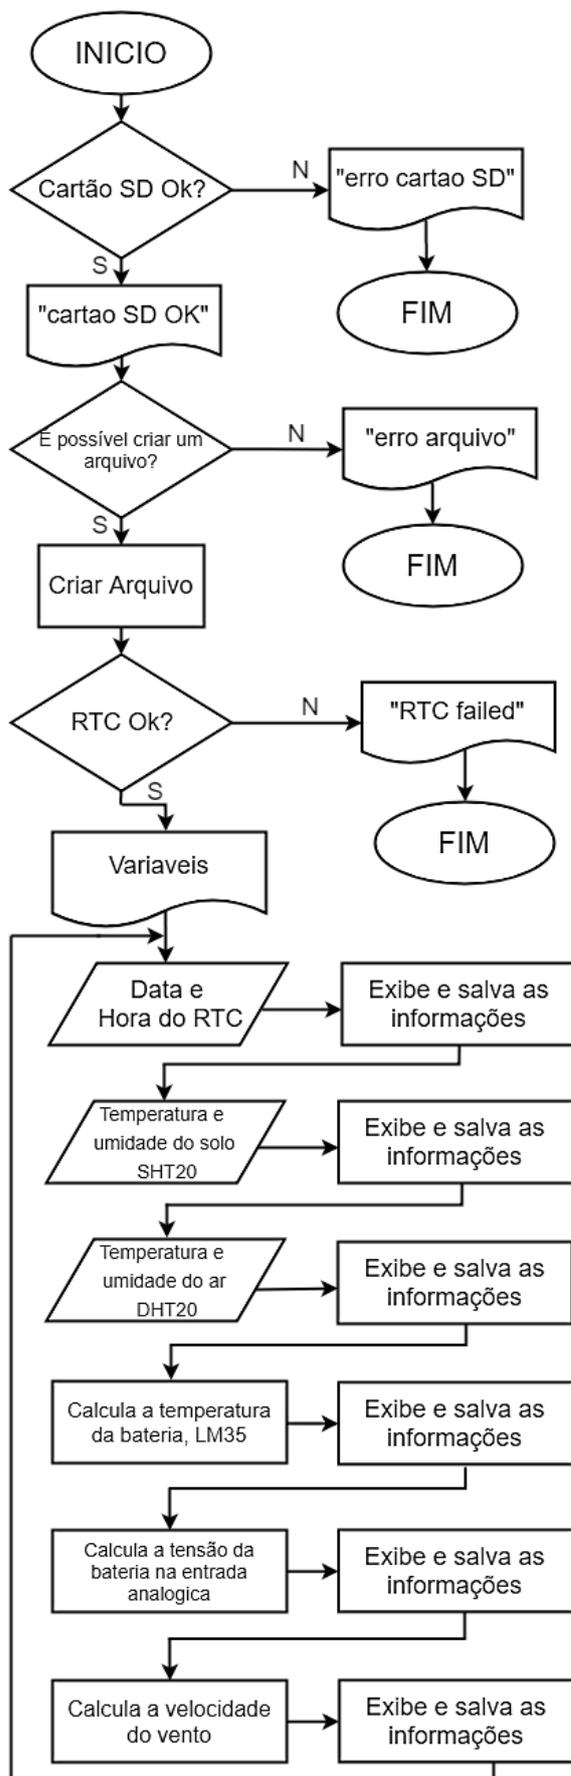 INICIO
Cartão SD Ok?
N
"erro cartao SD"
FIM
S
"cartao SD OK"
É possível criar um
arquivo?
N
"erro arquivo"
FIM
S
Criar Arquivo
RTC Ok?
N
"RTC failed"
FIM
S
Variaveis
Data e
Hora do RTC
Exibe e salva as
informações
Temperatura e
umidade do solo
SHT20
Exibe e salva as
informações
Temperatura e
umidade do ar
DHT20
Exibe e salva as
informações
Calcula a temperatura
da bateria, LM35
Exibe e salva as
informações
Calcula a tensão da
bateria na entrada
analogica
Exibe e salva as
informações
Calcula a velocidade
do vento
Exibe e salva as
informações